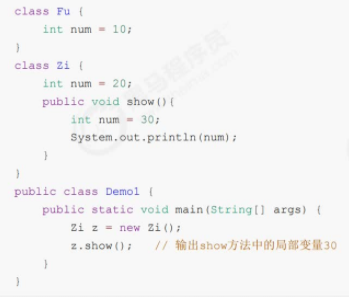 class Fu {
    int num = 10;
}
class Zi {
    int num = 20;
    public void show(){
        int num = 30;
        System.out.println(num);
    }
}
public class Demo1 {
    public static void main(String[] args) {
        Zi z = new Zi();
        z.show();   // 输出show方法中的局部变量30
    }
}